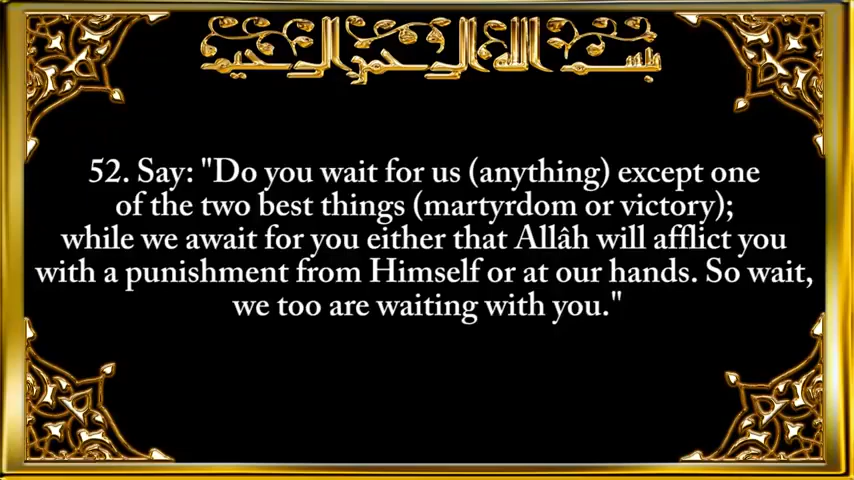 بسم الله الرحمن الرحيم
52. Say: "Do you wait for us (anything) except one
of the two best things (martyrdom or victory);
while we await for you either that Allâh will afflict you
with a punishment from Himself or at our hands. So wait,
we too are waiting with you."